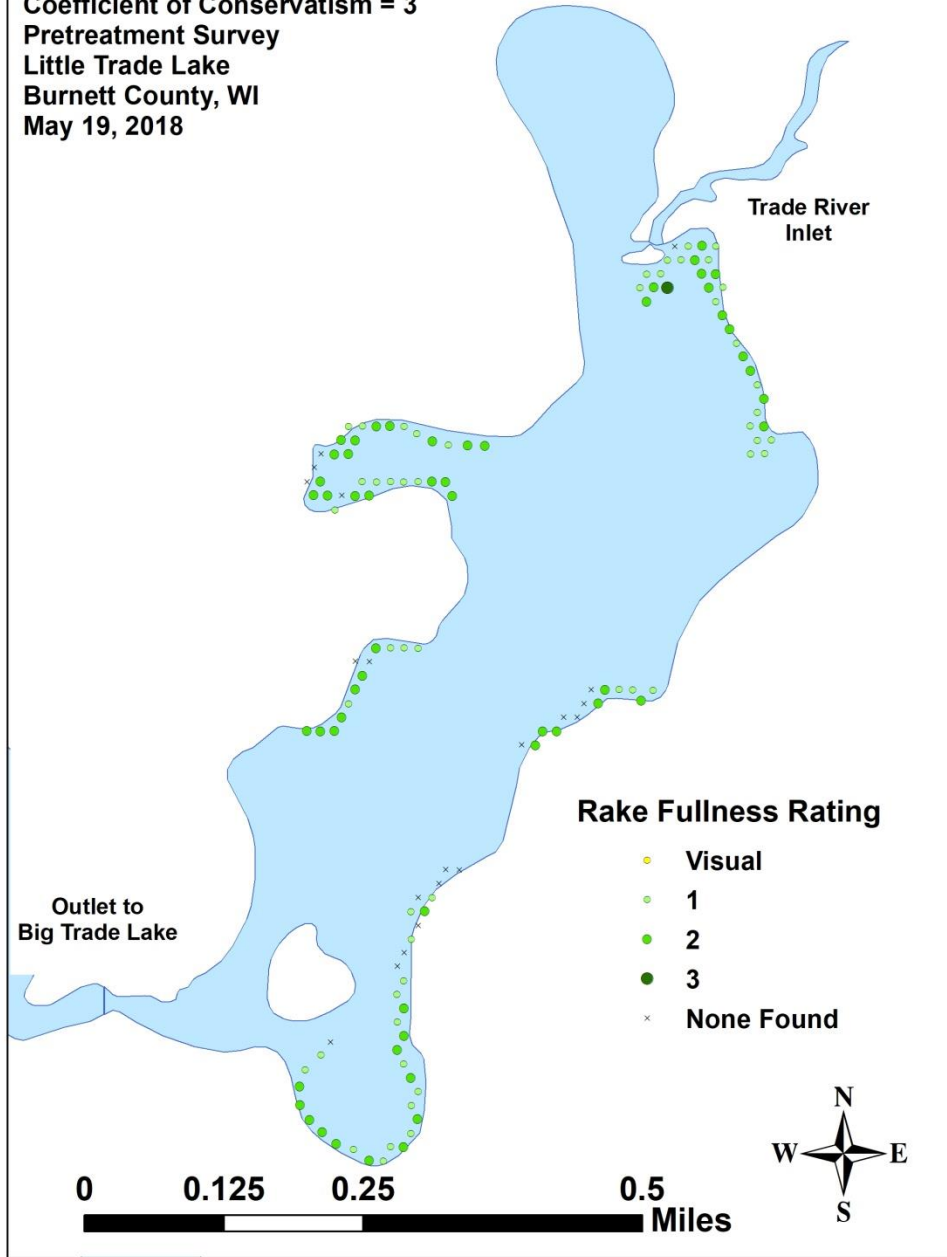 Coefficient of Conservatism = 3
Pretreatment Survey
Little Trade Lake
Burnett County, WI
May 19, 2018
Trade River
Inlet
Rake Fullness Rating
Visual
1
2
3
None Found
Outlet to
Big Trade Lake
N
W E
S
0 0.125 0.25 0.5
Miles